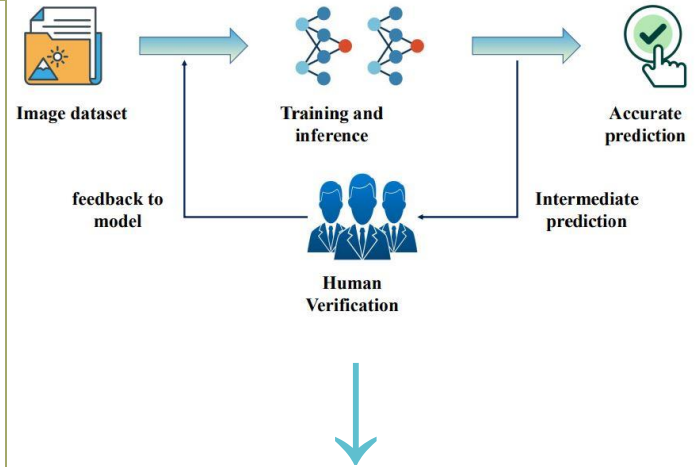 Image dataset
Training and
inference
Accurate
prediction
feedback to
model
Intermediate
prediction
Human
Verification